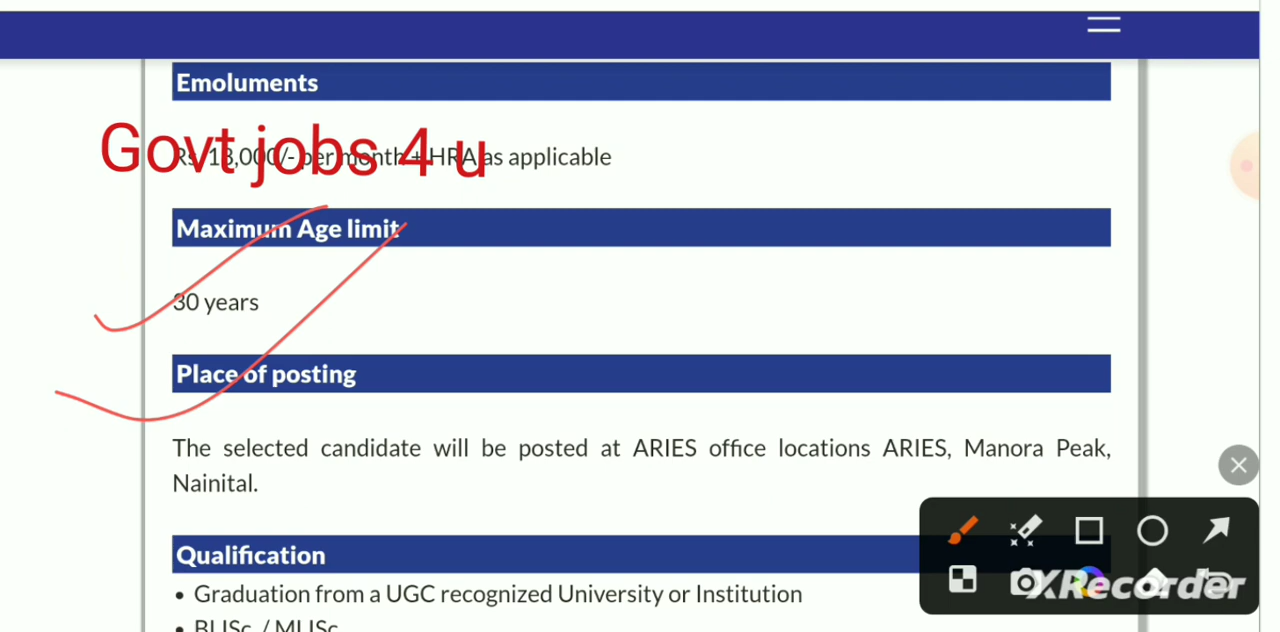 Emoluments
Govt jobs 4 u
Rs. 18,000/- per month + HRA as applicable
Maximum Age limit
30 years
Place of posting
The selected candidate will be posted at ARIES office locations ARIES, Manora Peak,
Nainital.
Qualification
• Graduation from a UGC recognized University or Institution
• BLISc. / MLISc
XRecorder